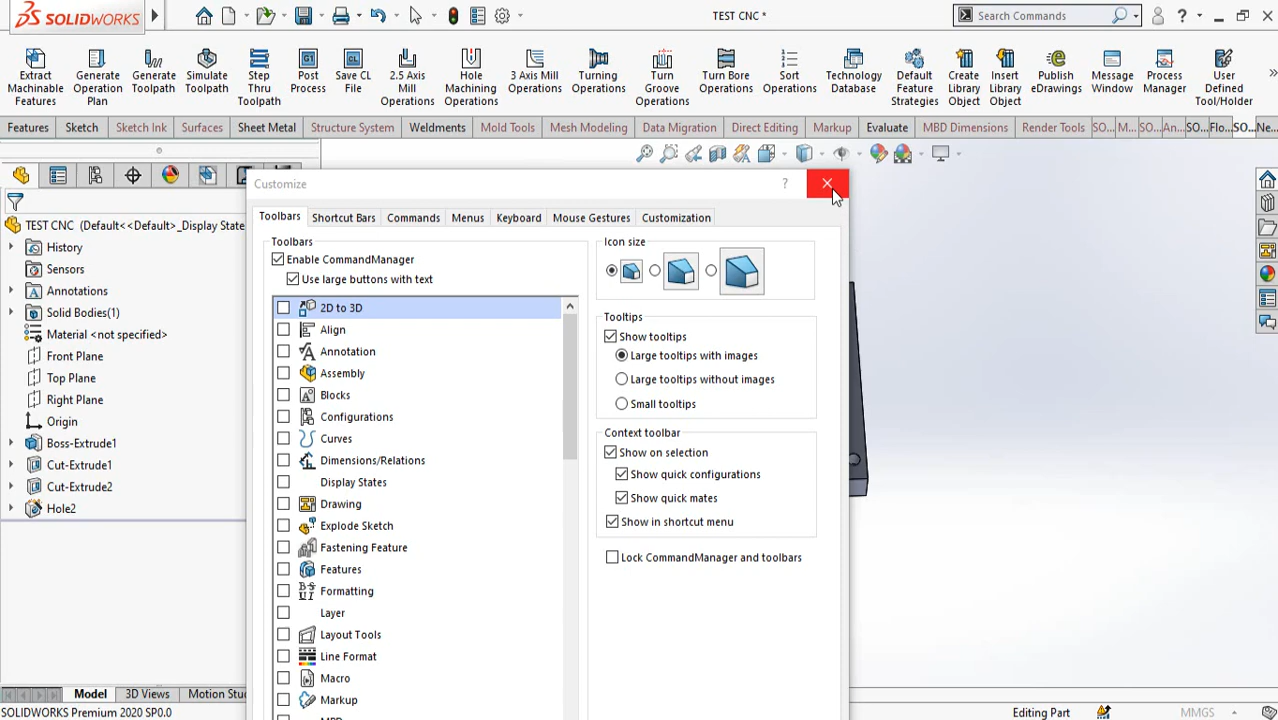 SOLIDWORKS
TEST CNC *
Search Commands
Extract Machinable Features
Generate Operation Plan
Generate Toolpath
Simulate Toolpath
Step Thru Toolpath
Post Process
Save CL File
2.5 Axis Mill Operations
Hole Machining Operations
3 Axis Mill Operations
Turning Operations
Turn Groove Operations
Turn Bore Operations
Sort Operations
Technology Database
Default Feature Strategies
Create Library Object
Insert Library Object
Publish eDrawings
Message Window
Process Manager
User Defined Tool/Holder
Features Sketch Sketch Ink Surfaces Sheet Metal Structure System Weldments Mold Tools Mesh Modeling Data Migration Direct Editing Markup Evaluate MBD Dimensions Render Tools SO... M... SO... An... SO... Flo... SO... Ne...
TEST CNC (Default<<Default>_Display State
History
Sensors
Annotations
Solid Bodies(1)
Material <not specified>
Front Plane
Top Plane
Right Plane
Origin
Boss-Extrude1
Cut-Extrude1
Cut-Extrude2
Hole2
Customize ?
Toolbars Shortcut Bars Commands Menus Keyboard Mouse Gestures Customization
Toolbars
Enable CommandManager
Use large buttons with text
2D to 3D
Align
Annotation
Assembly
Blocks
Configurations
Curves
Dimensions/Relations
Display States
Drawing
Explode Sketch
Fastening Feature
Features
Formatting
Layer
Layout Tools
Line Format
Macro
Markup
Icon size
Tooltips
Show tooltips
Large tooltips with images
Large tooltips without images
Small tooltips
Context toolbar
Show on selection
Show quick configurations
Show quick mates
Show in shortcut menu
Lock CommandManager and toolbars
Model 3D Views Motion Stu
SOLIDWORKS Premium 2020 SP0.0
Editing Part
MMGS